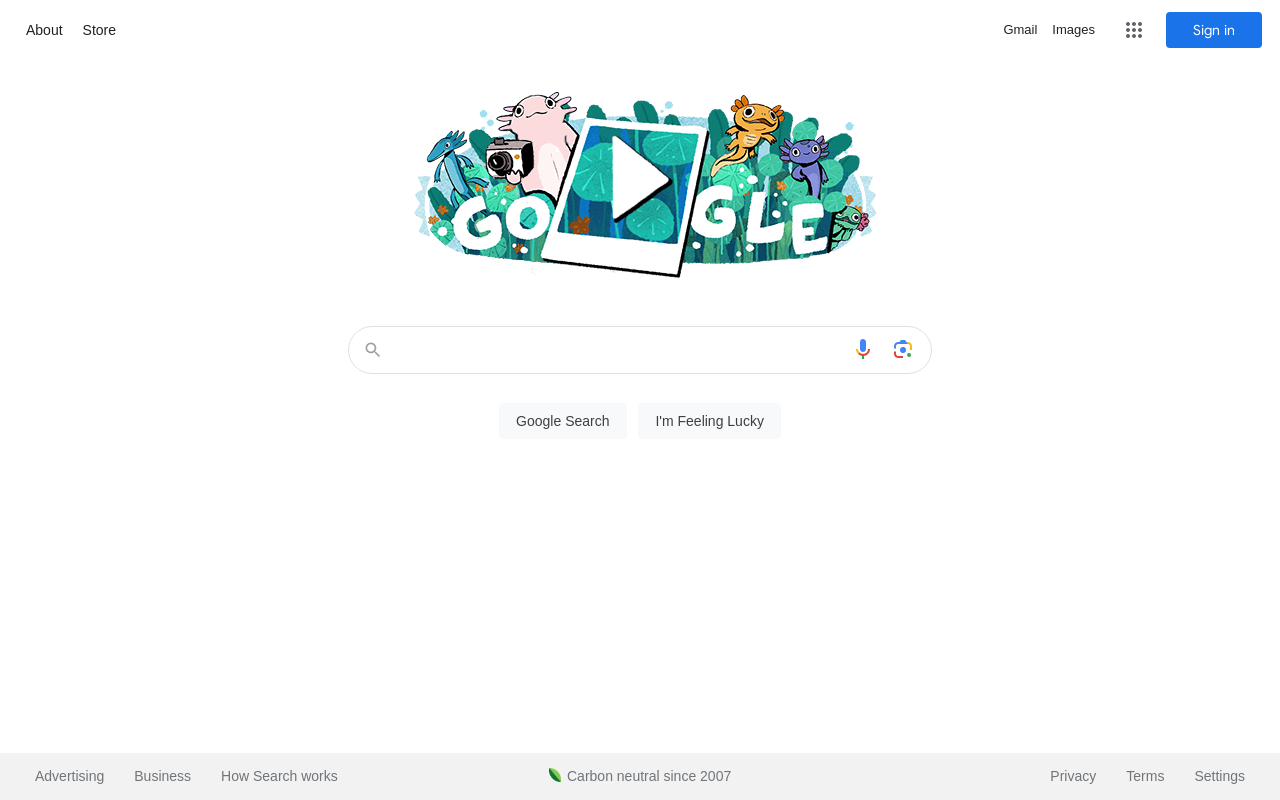 About Store
Gmail Images Sign in
GOGLE
Google Search I'm Feeling Lucky
Advertising Business How Search works Carbon neutral since 2007 Privacy Terms Settings